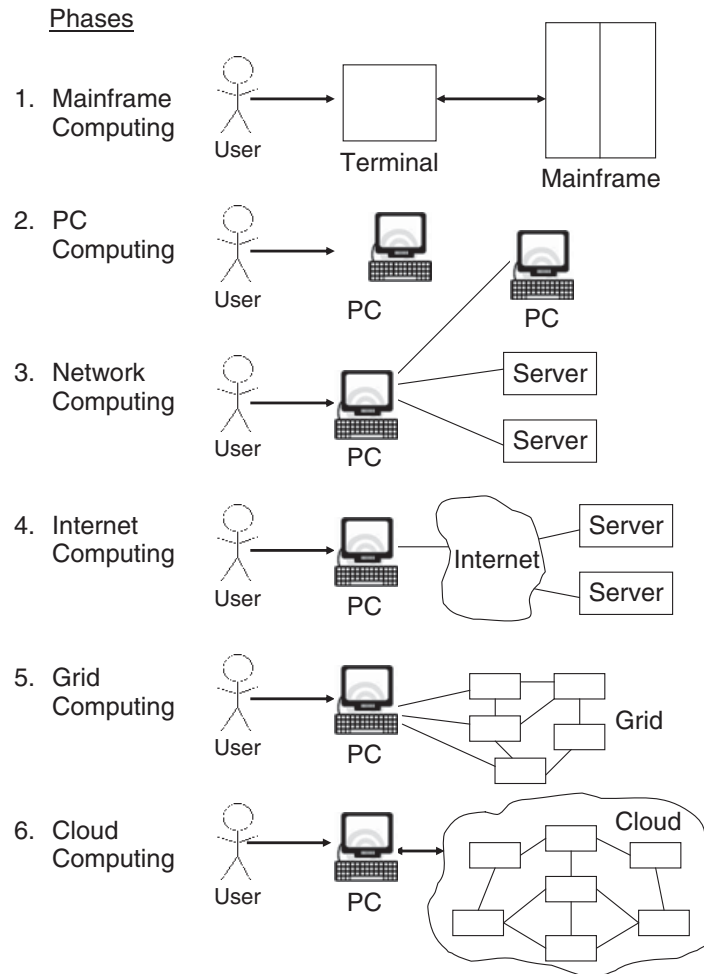 Phases
1. Mainframe
Computing
User
Terminal
Mainframe
2. PC
Computing
User
PC
PC
3. Network
Computing
User
PC
Server
Server
4. Internet
Computing
User
PC
Internet
Server
Server
5. Grid
Computing
User
PC
Grid
6. Cloud
Computing
User
PC
Cloud